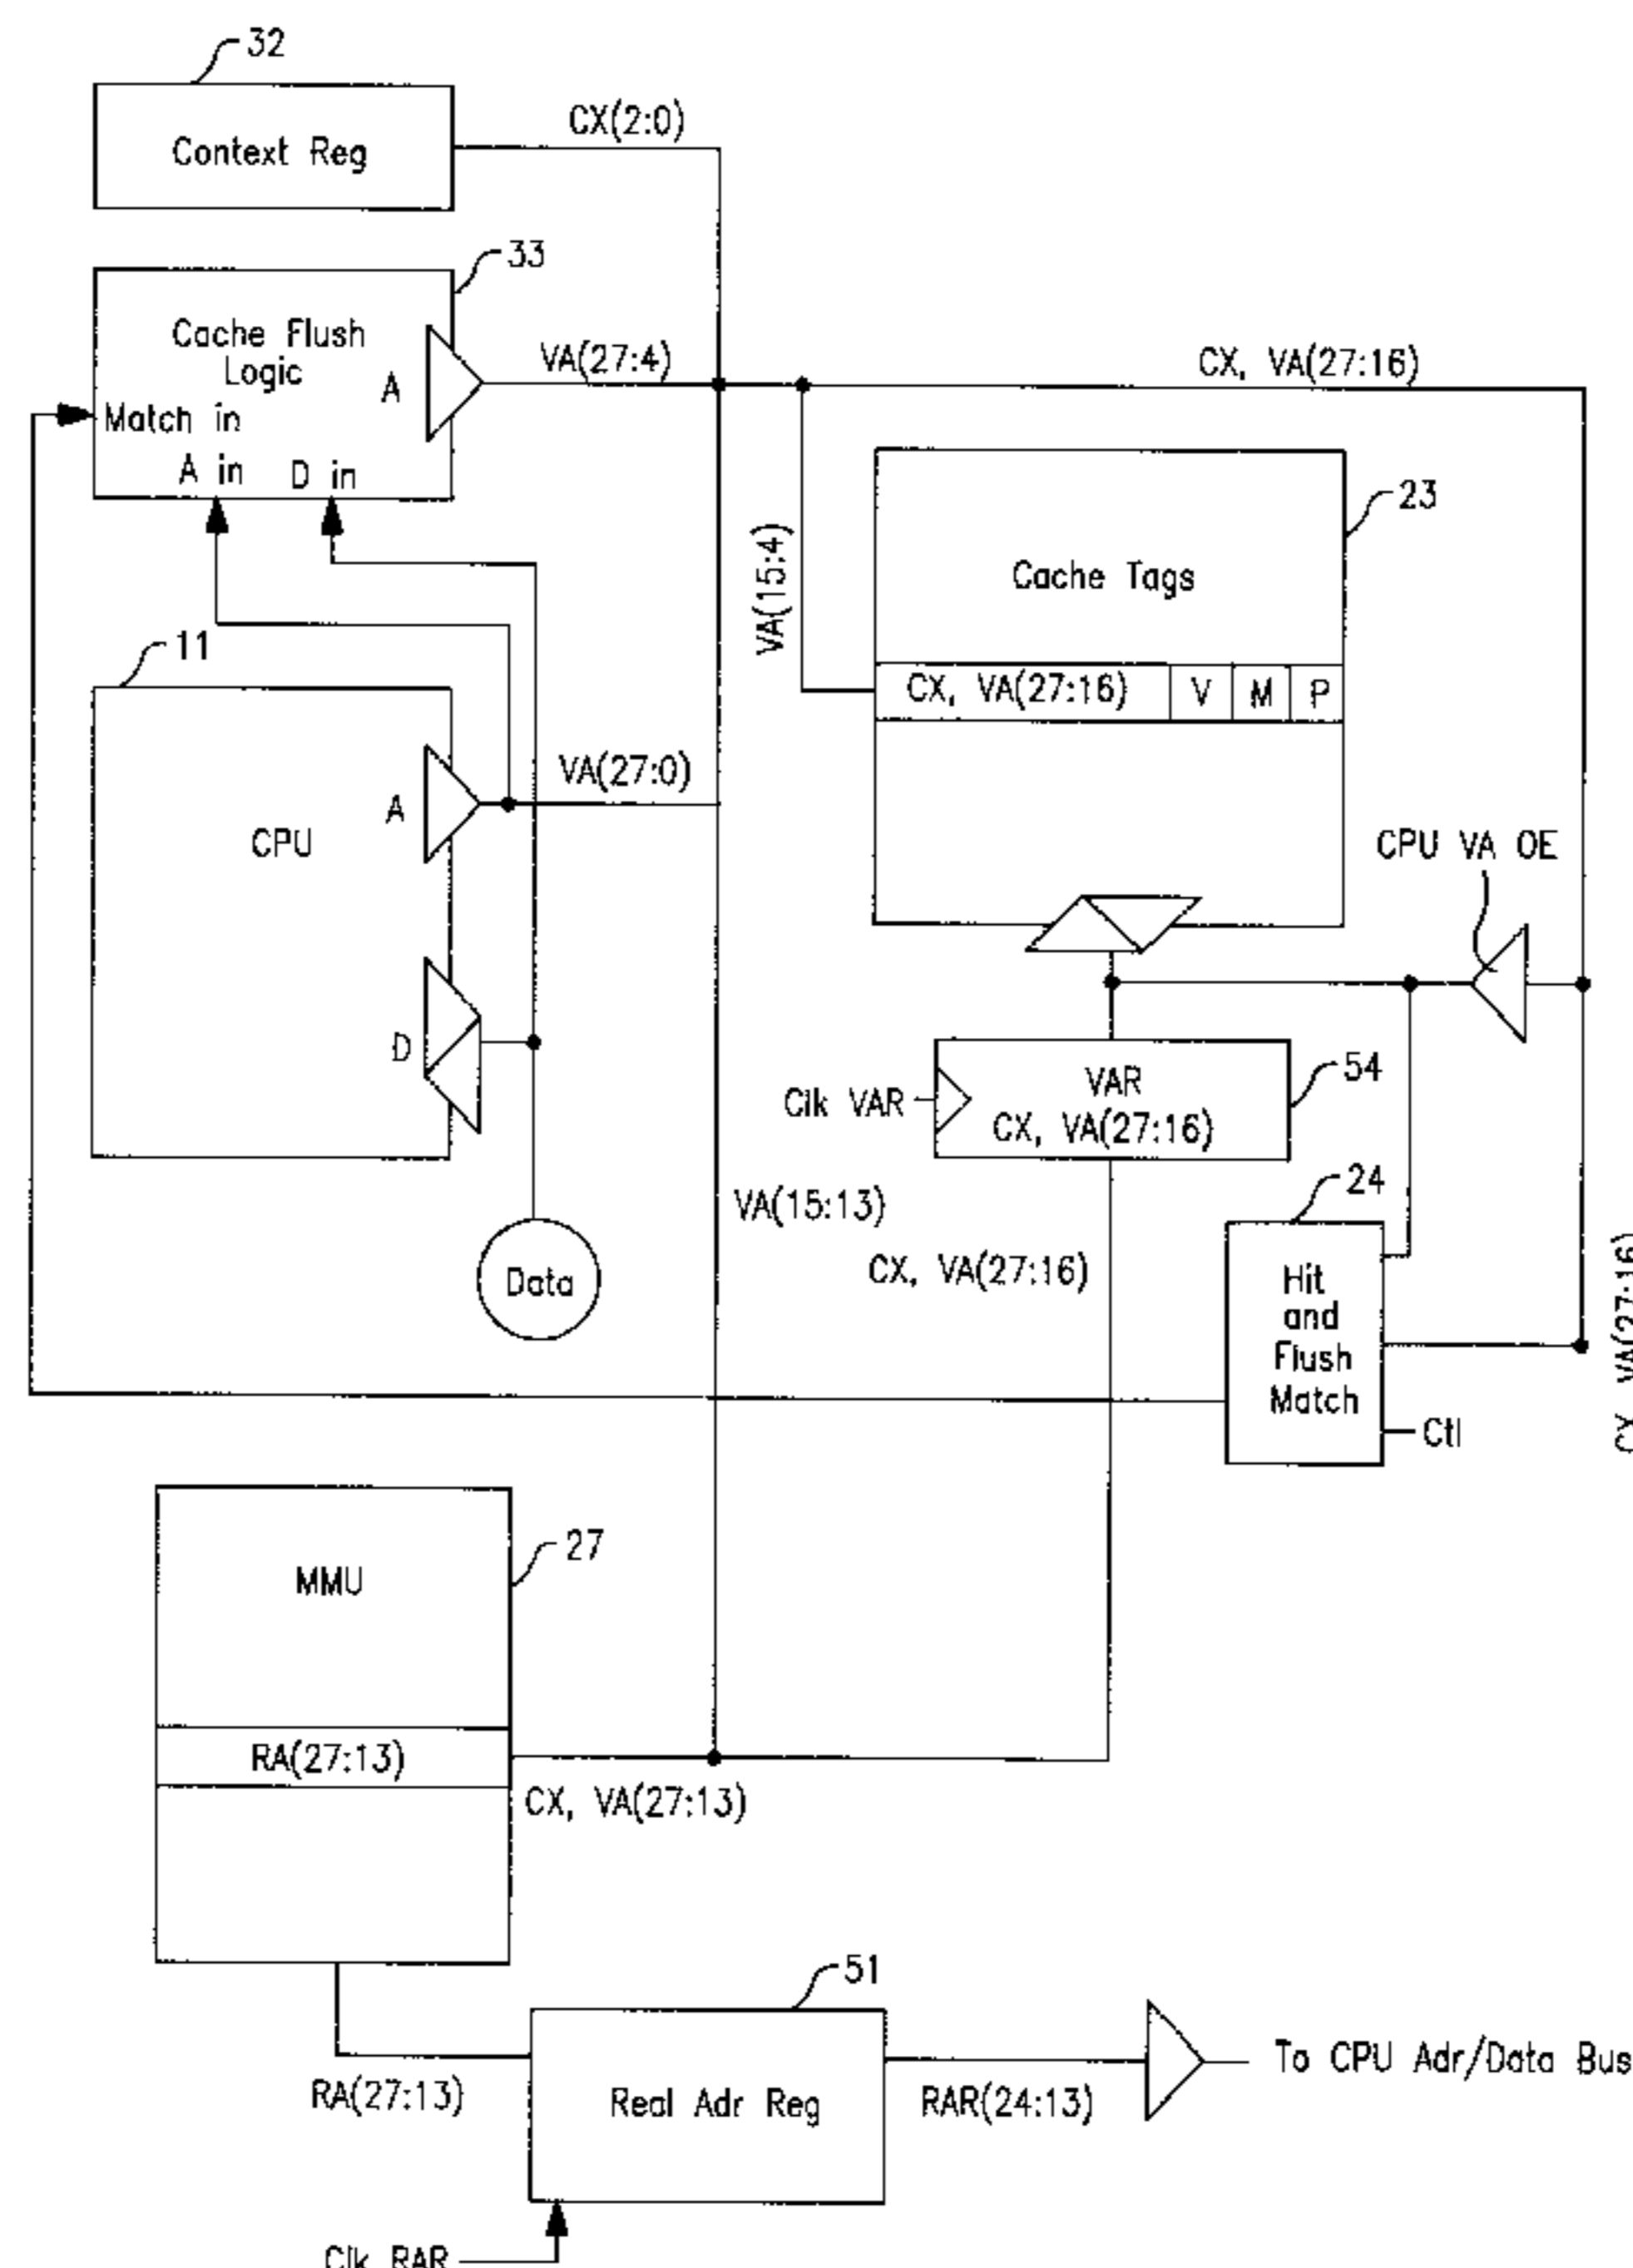 32
Context Reg
CX(2:0)
33
Cache Flush
Logic
A
Match in
A in
D in
VA(27:4)
CX, VA(27:16)
VA(15:4)
23
Cache Tags
CX, VA(27:16)
V
M
P
11
CPU
A
VA(27:0)
D
Data
CPU VA OE
Clk VAR
VAR
CX, VA(27:16)
54
VA(15:13)
CX, VA(27:16)
24
Hit
and
Flush
Match
Ctl
CX, VA(27:16)
MMU
27
RA(27:13)
CX, VA(27:13)
51
RA(27:13)
Real Adr Reg
RAR(24:13)
To CPU Adr/Data Bus
Clk RAR